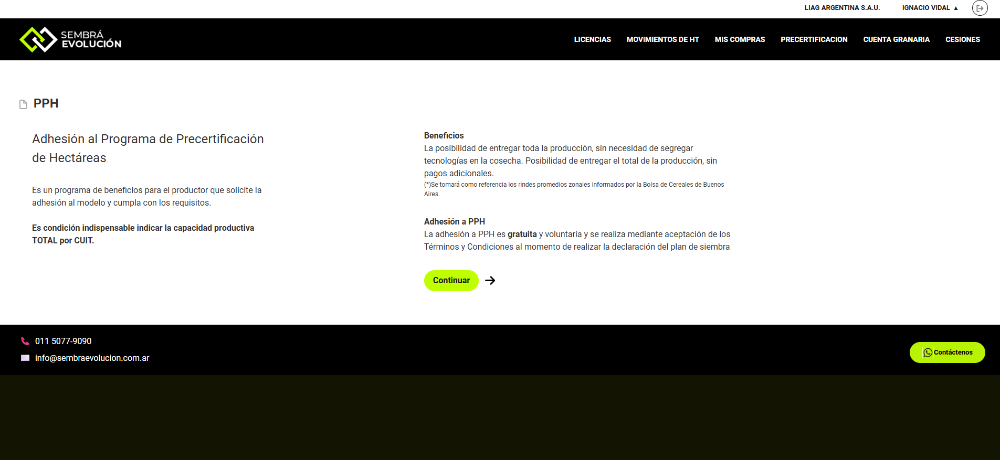 LIAG ARGENTINA S.A.U. IGNACIO VIDAL ▲
SEMBRÁ
EVOLUCIÓN
LICENCIAS MOVIMIENTOS DE HT MIS COMPRAS PRECERTIFICACION CUENTA GRANARIA CESIONES
PPH
Adhesión al Programa de Precertificación
de Hectáreas
Es un programa de beneficios para el productor que solicite la
adhesión al modelo y cumpla con los requisitos.
Es condición indispensable indicar la capacidad productiva
TOTAL por CUIT.
Beneficios
La posibilidad de entregar toda la producción, sin necesidad de segregar
tecnologías en la cosecha. Posibilidad de entregar el total de la producción, sin
pagos adicionales.
(*)Se tomará como referencia los rindes promedios zonales informados por la Bolsa de Cereales de Buenos
Aires.
Adhesión a PPH
La adhesión a PPH es gratuita y voluntaria y se realiza mediante aceptación de los
Términos y Condiciones al momento de realizar la declaración del plan de siembra
Continuar
011 5077-9090
info@sembraevolucion.com.ar
Contáctenos